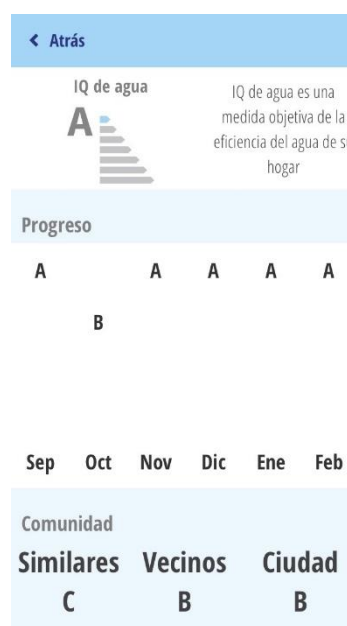 Atrás
IQ de agua
A
IQ de agua es una
medida objetiva de la
eficiencia del agua de s
hogar
Progreso
A A A A A
B
Sep Oct Nov Dic Ene Feb
Comunidad
Similares Vecinos Ciudad
C B B